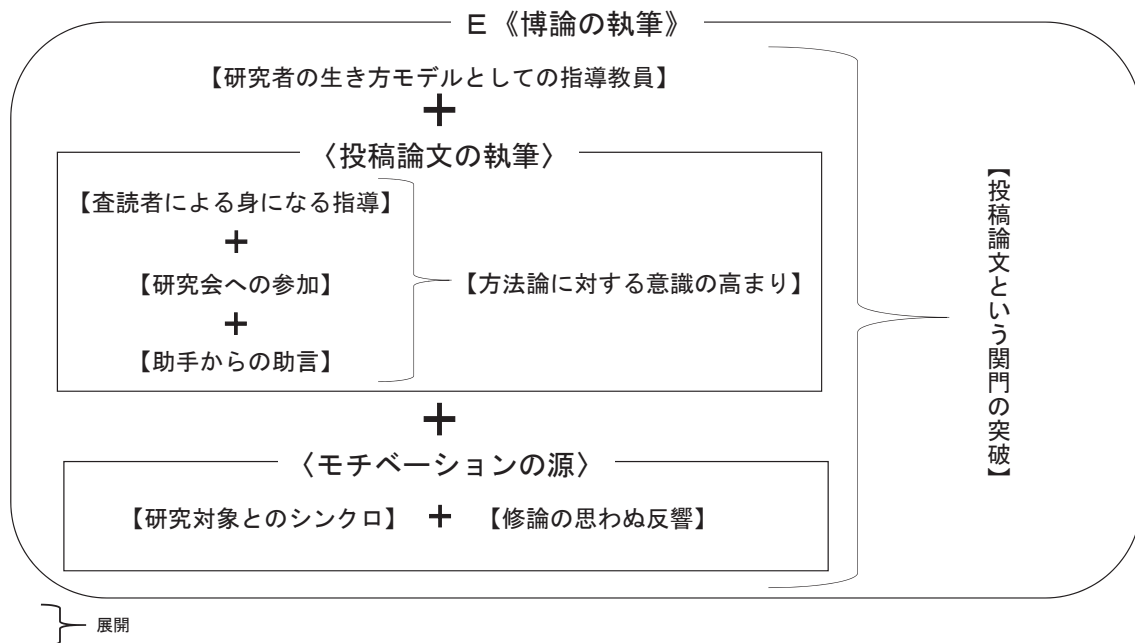 E《博論の執筆》
【研究者の生き方モデルとしての指導教員】
+
〈投稿論文の執筆〉
【査読者による身になる指導】
+
【研究会への参加】
+
【助手からの助言】
【方法論に対する意識の高まり】
+
〈モチベーションの源〉
【研究対象とのシンクロ】 + 【修論の思わぬ反響】
【投稿論文という関門の突破】
展開